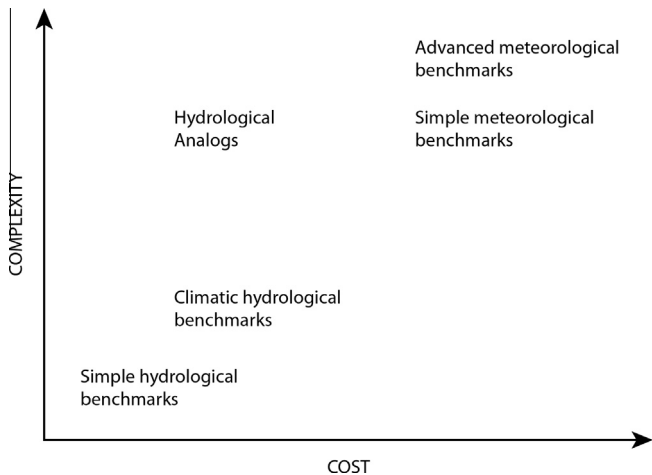 Advanced meteorological
benchmarks
Hydrological
Analogs
Simple meteorological
benchmarks
COMPLEXITY
Climatic hydrological
benchmarks
Simple hydrological
benchmarks
COST